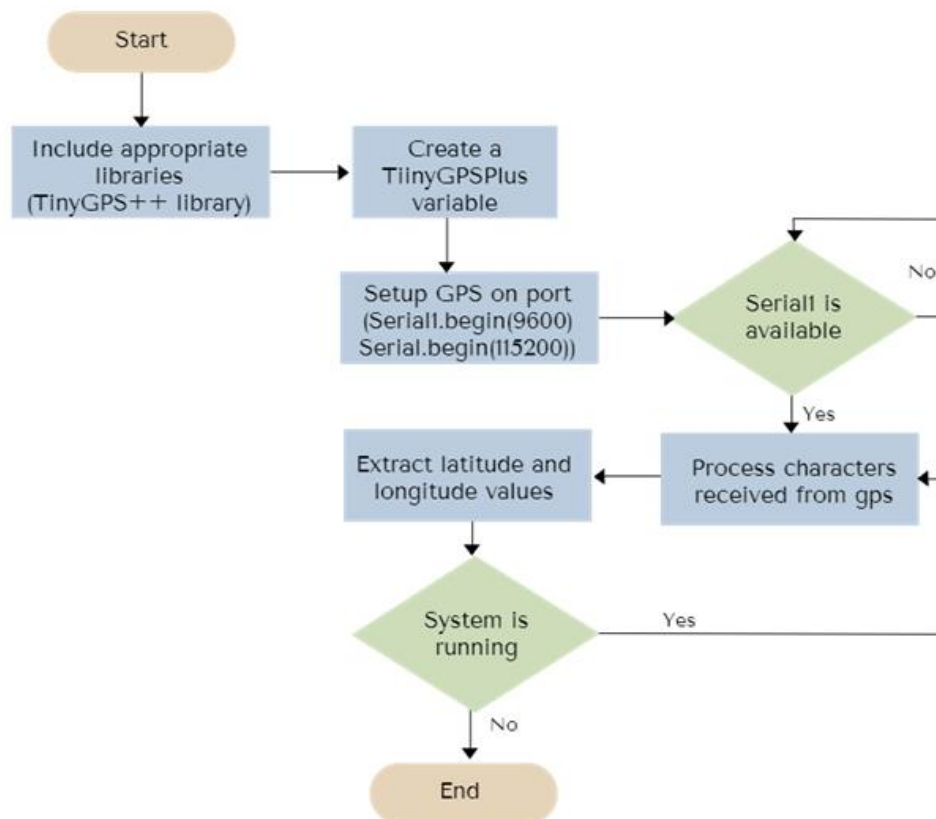 Start
Include appropriate
libraries
(TinyGPS++ library)
Create a
TiinyGPSPlus
variable
Setup GPS on port
(Serial1.begin(9600)
Serial.begin(115200))
Serial1 is
available
No
Yes
Process characters
received from gps
Extract latitude and
longitude values
System is
running
Yes
No
End